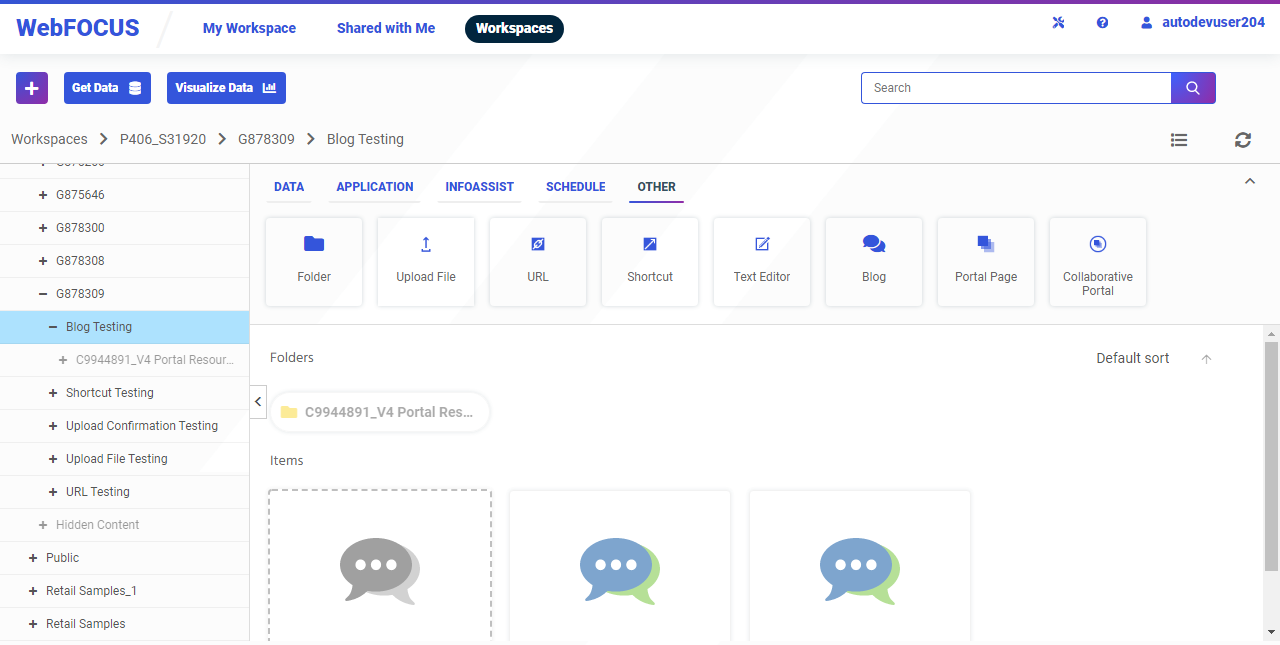 WebFOCUS
My Workspace
Shared with Me
Workspaces
autodevuser204
Get Data
Visualize Data
Search
Workspaces
P406_S31920
G878309
Blog Testing
G875646
G878300
G878308
G878309
Blog Testing
C9944891_V4 Portal Resour...
Shortcut Testing
Upload Confirmation Testing
Upload File Testing
URL Testing
Hidden Content
Public
Retail Samples_1
Retail Samples
DATA
APPLICATION
INFOASSIST
SCHEDULE
OTHER
Folder
Upload File
URL
Shortcut
Text Editor
Blog
Portal Page
Collaborative
Portal
Folders
Default sort
C9944891_V4 Portal Res...
Items